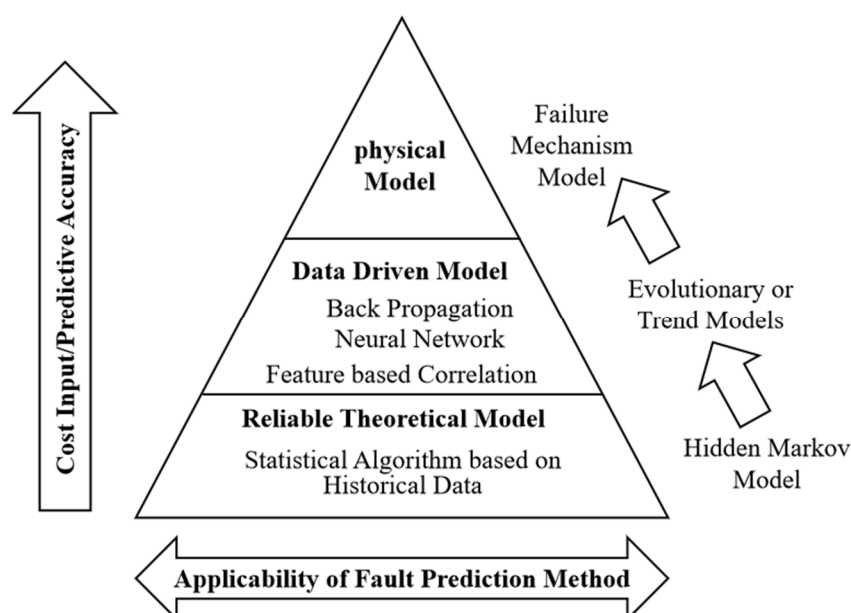 Cost Input/Predictive Accuracy
physical
Model
Data Driven Model
Back Propagation
Neural Network
Feature based Correlation
Reliable Theoretical Model
Statistical Algorithm based on
Historical Data
Failure
Mechanism
Model
Evolutionary or
Trend Models
Hidden Markov
Model
Applicability of Fault Prediction Method